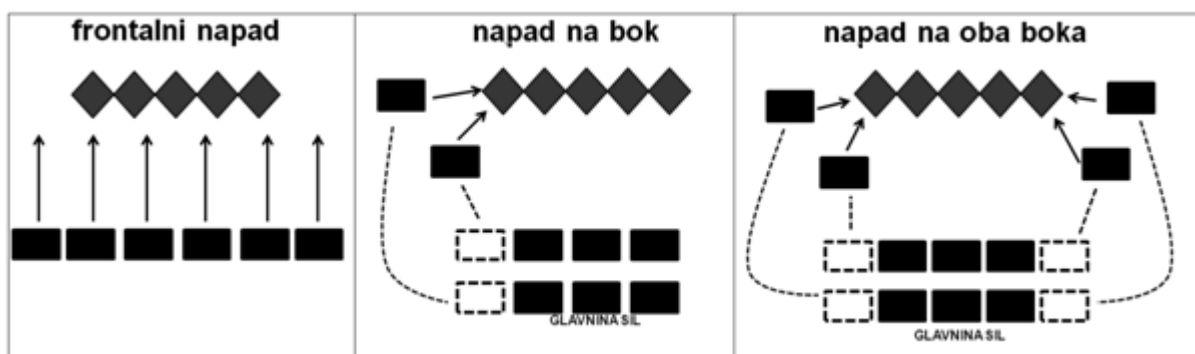 frontalni napad
napad na bok
napad na oba boka
GLAVNINA SIL
GLAVNINA SIL